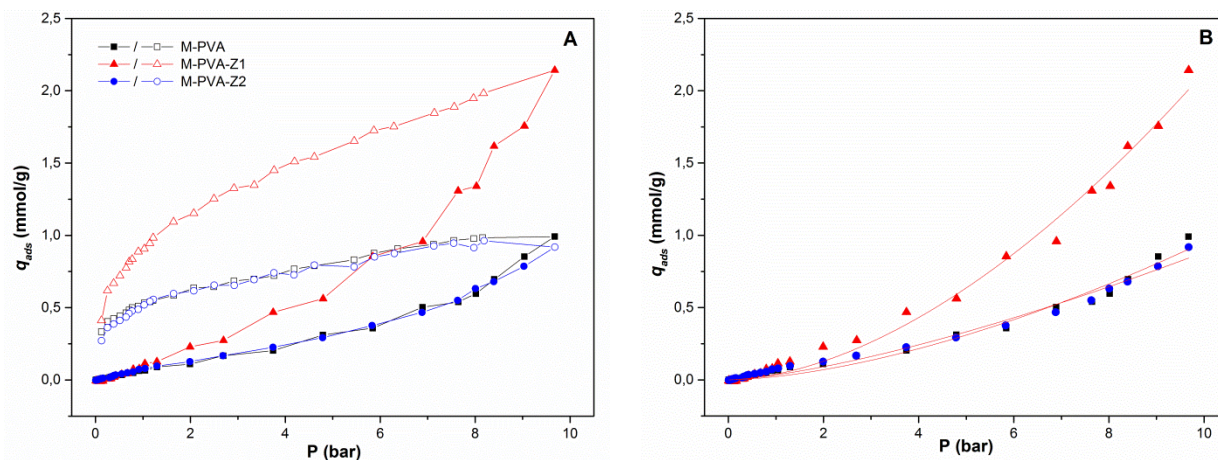 A
/ M-PVA
/ M-PVA-Z1
/ M-PVA-Z2
2,5
2,0
1,5
1,0
0,5
0,0
q_ads (mmol/g)
0 2 4 6 8 10
P (bar)
B
2,5
2,0
1,5
1,0
0,5
0,0
q_ads (mmol/g)
0 2 4 6 8 10
P (bar)